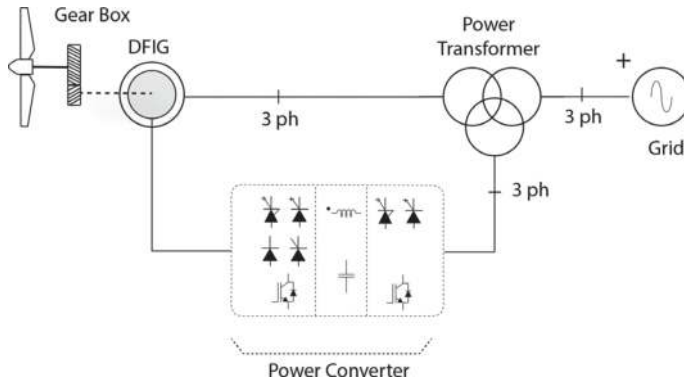 Gear Box
DFIG
Power
Transformer
+
3 ph
3 ph
Grid
3 ph
Power Converter